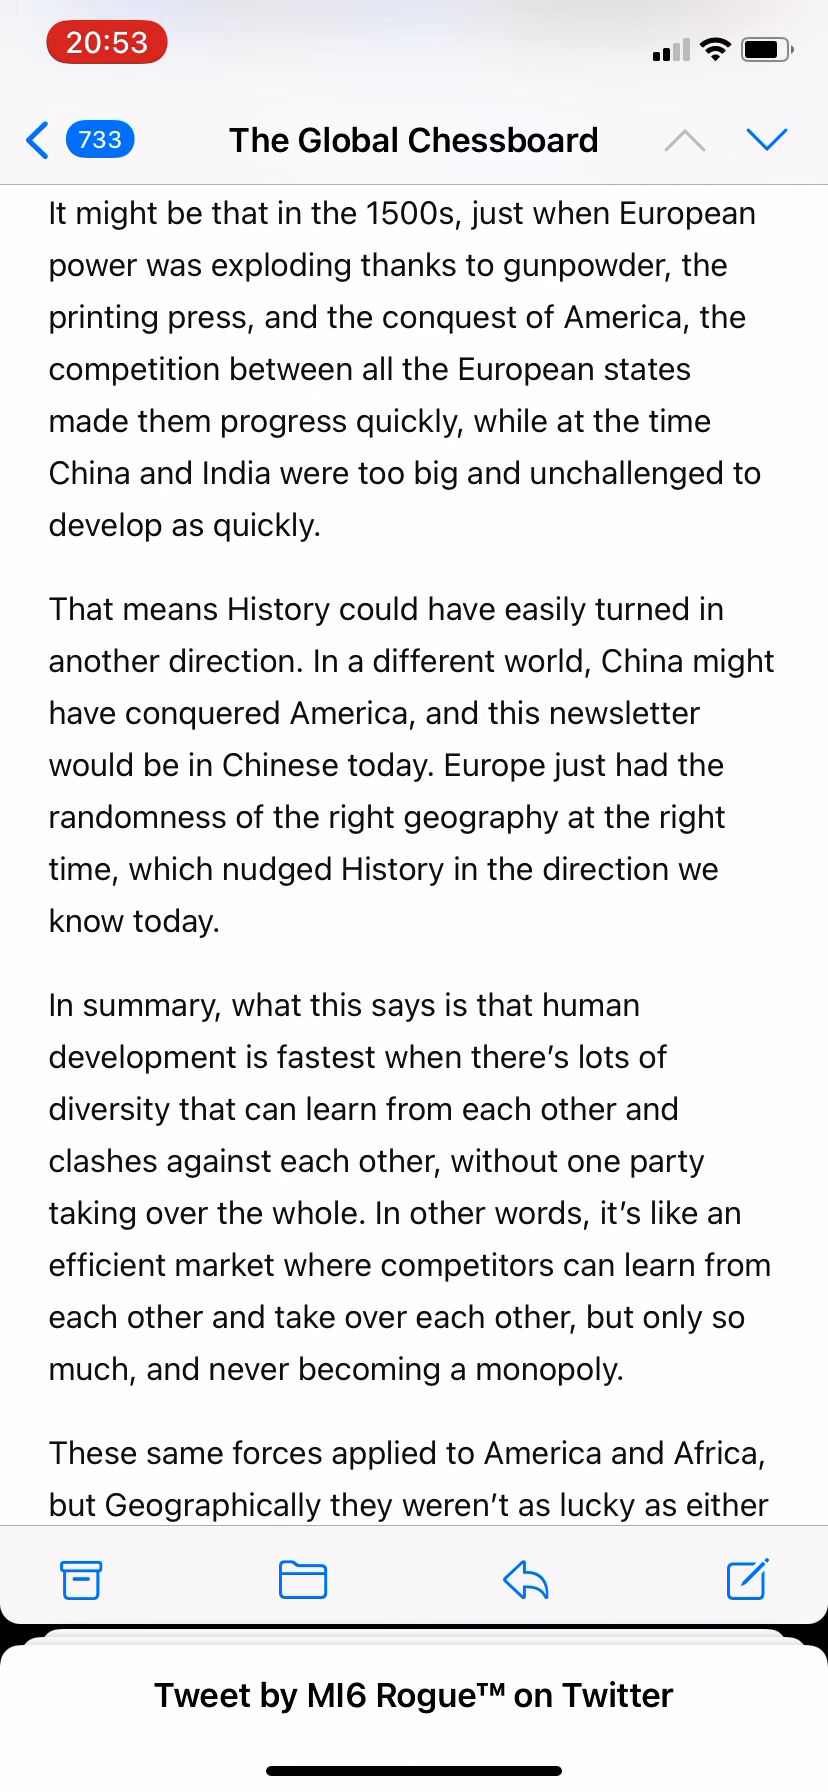 20:53
733
The Global Chessboard
It might be that in the 1500s, just when European
power was exploding thanks to gunpowder, the
printing press, and the conquest of America, the
competition between all the European states
made them progress quickly, while at the time
China and India were too big and unchallenged to
develop as quickly.
That means History could have easily turned in
another direction. In a different world, China might
have conquered America, and this newsletter
would be in Chinese today. Europe just had the
randomness of the right geography at the right
time, which nudged History in the direction we
know today.
In summary, what this says is that human
development is fastest when there’s lots of
diversity that can learn from each other and
clashes against each other, without one party
taking over the whole. In other words, it’s like an
efficient market where competitors can learn from
each other and take over each other, but only so
much, and never becoming a monopoly.
These same forces applied to America and Africa,
but Geographically they weren’t as lucky as either
Tweet by MI6 Rogue™ on Twitter